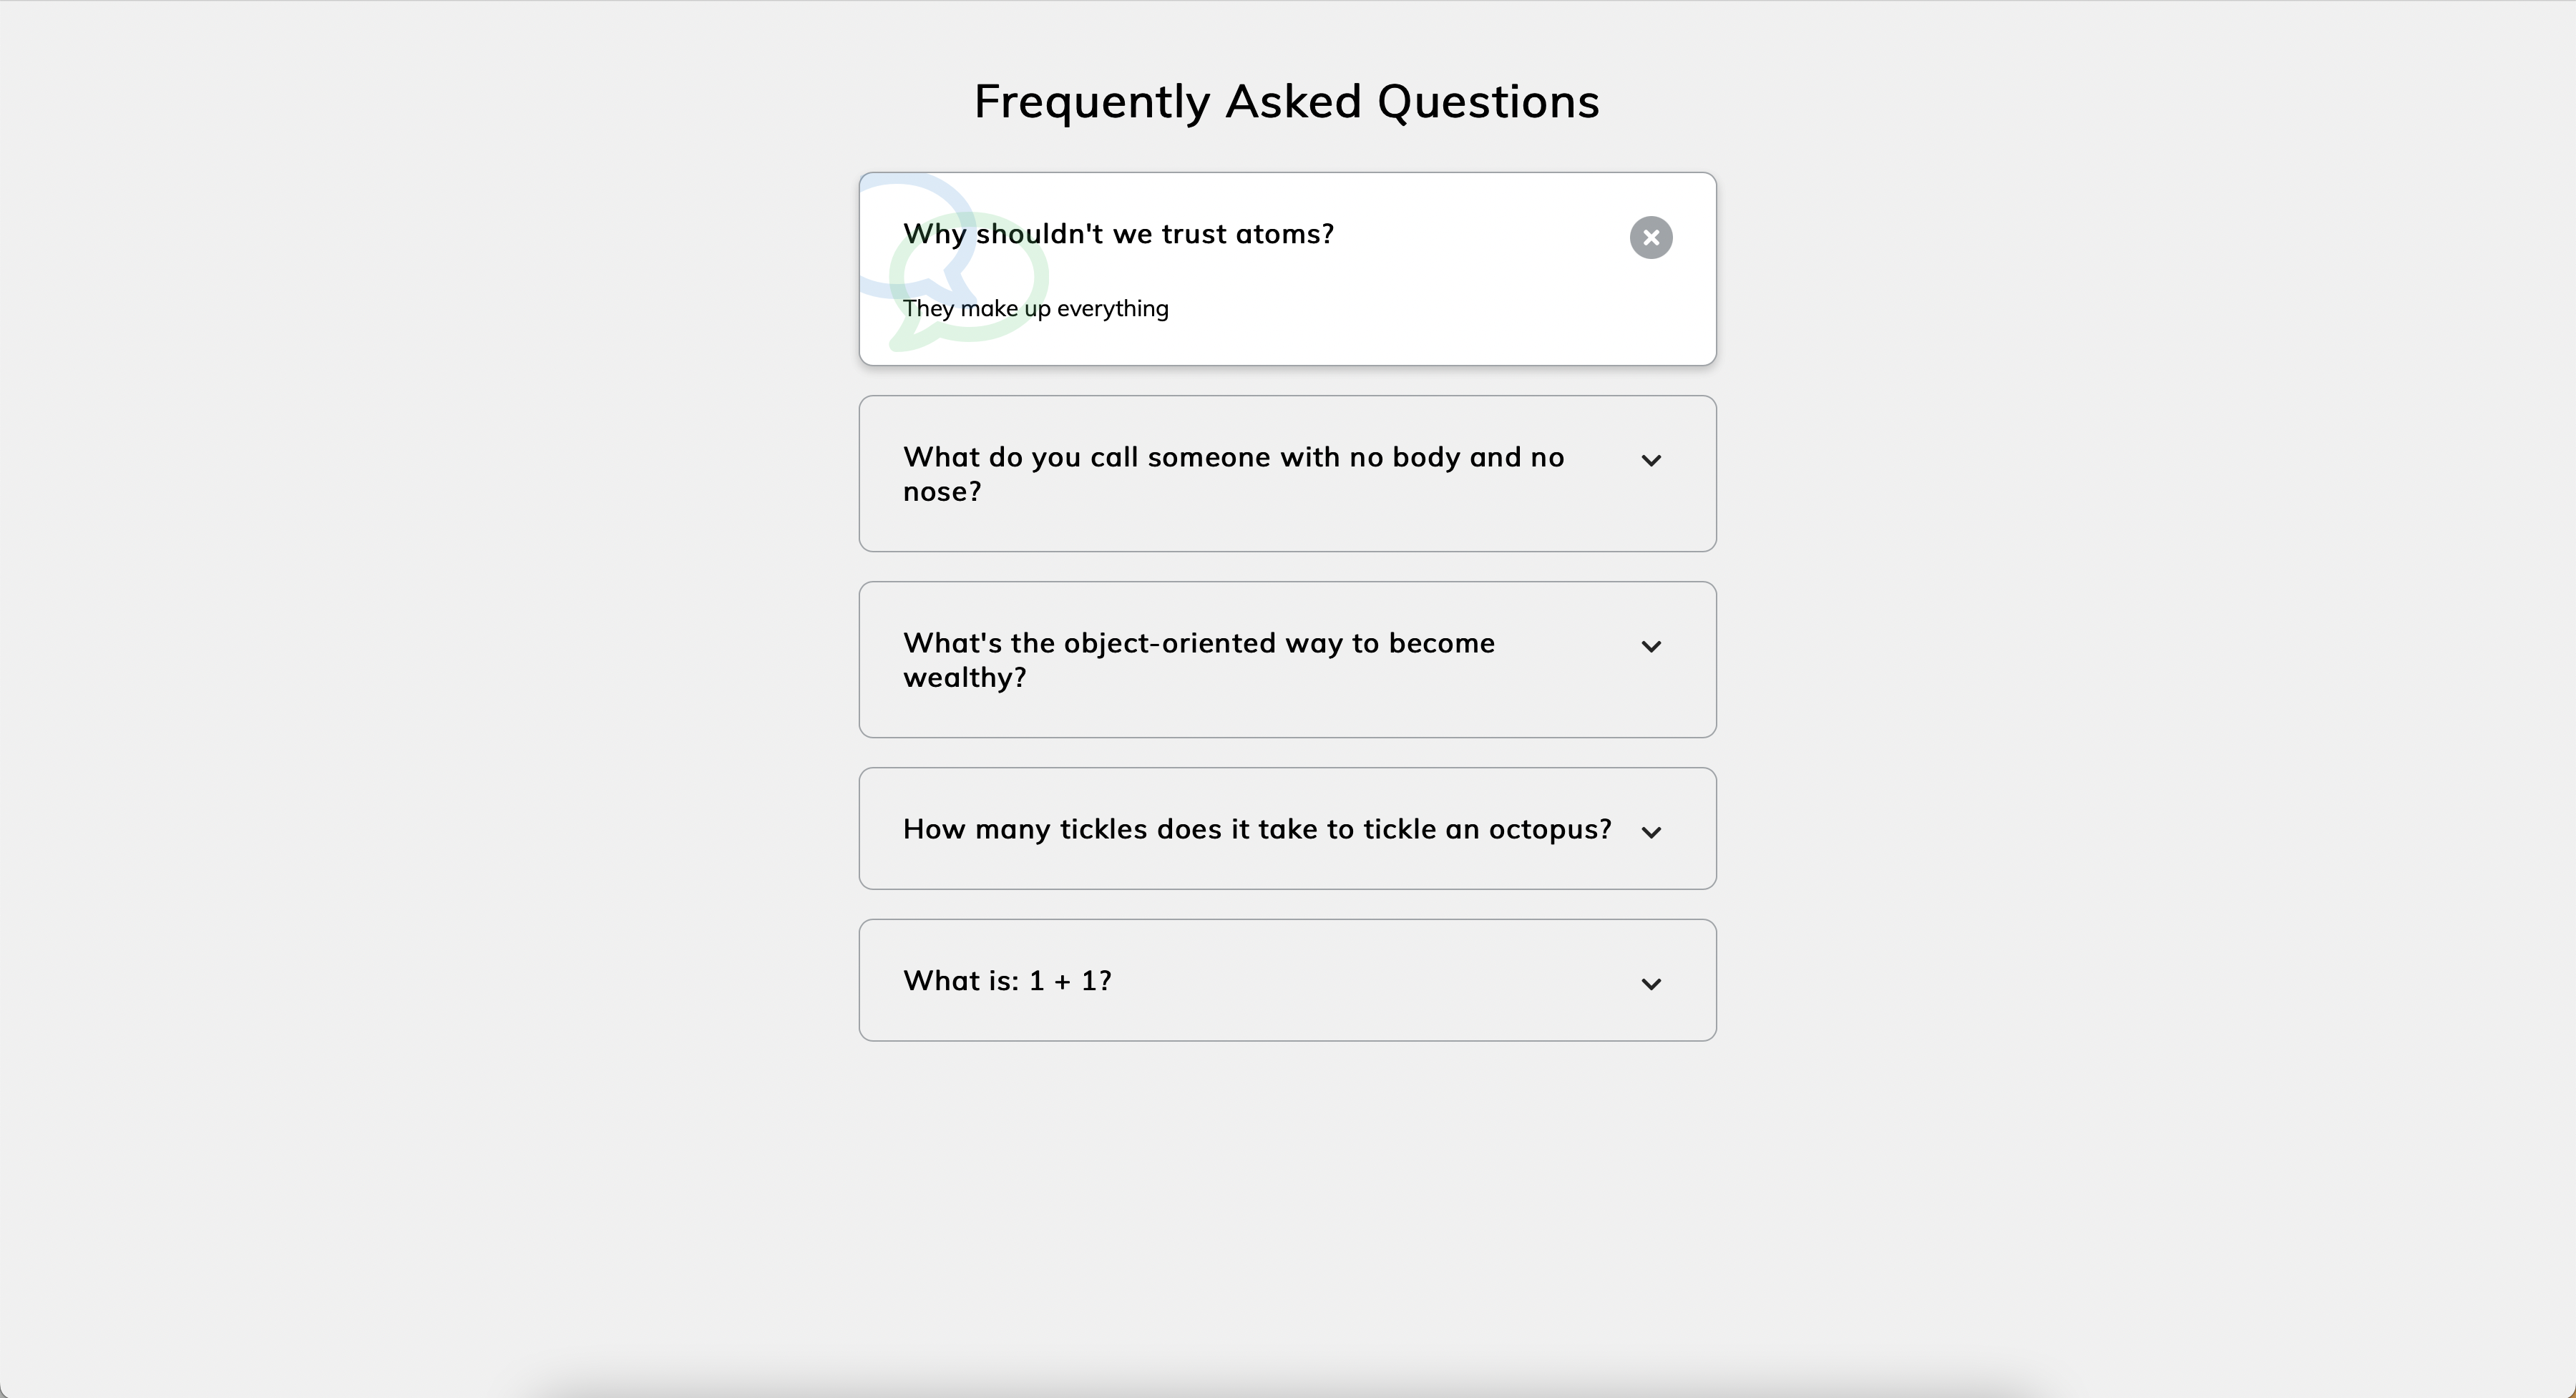 Frequently Asked Questions
Why shouldn't we trust atoms?
They make up everything
What do you call someone with no body and no
nose?
What's the object-oriented way to become
wealthy?
How many tickles does it take to tickle an octopus?
What is: 1 + 1?